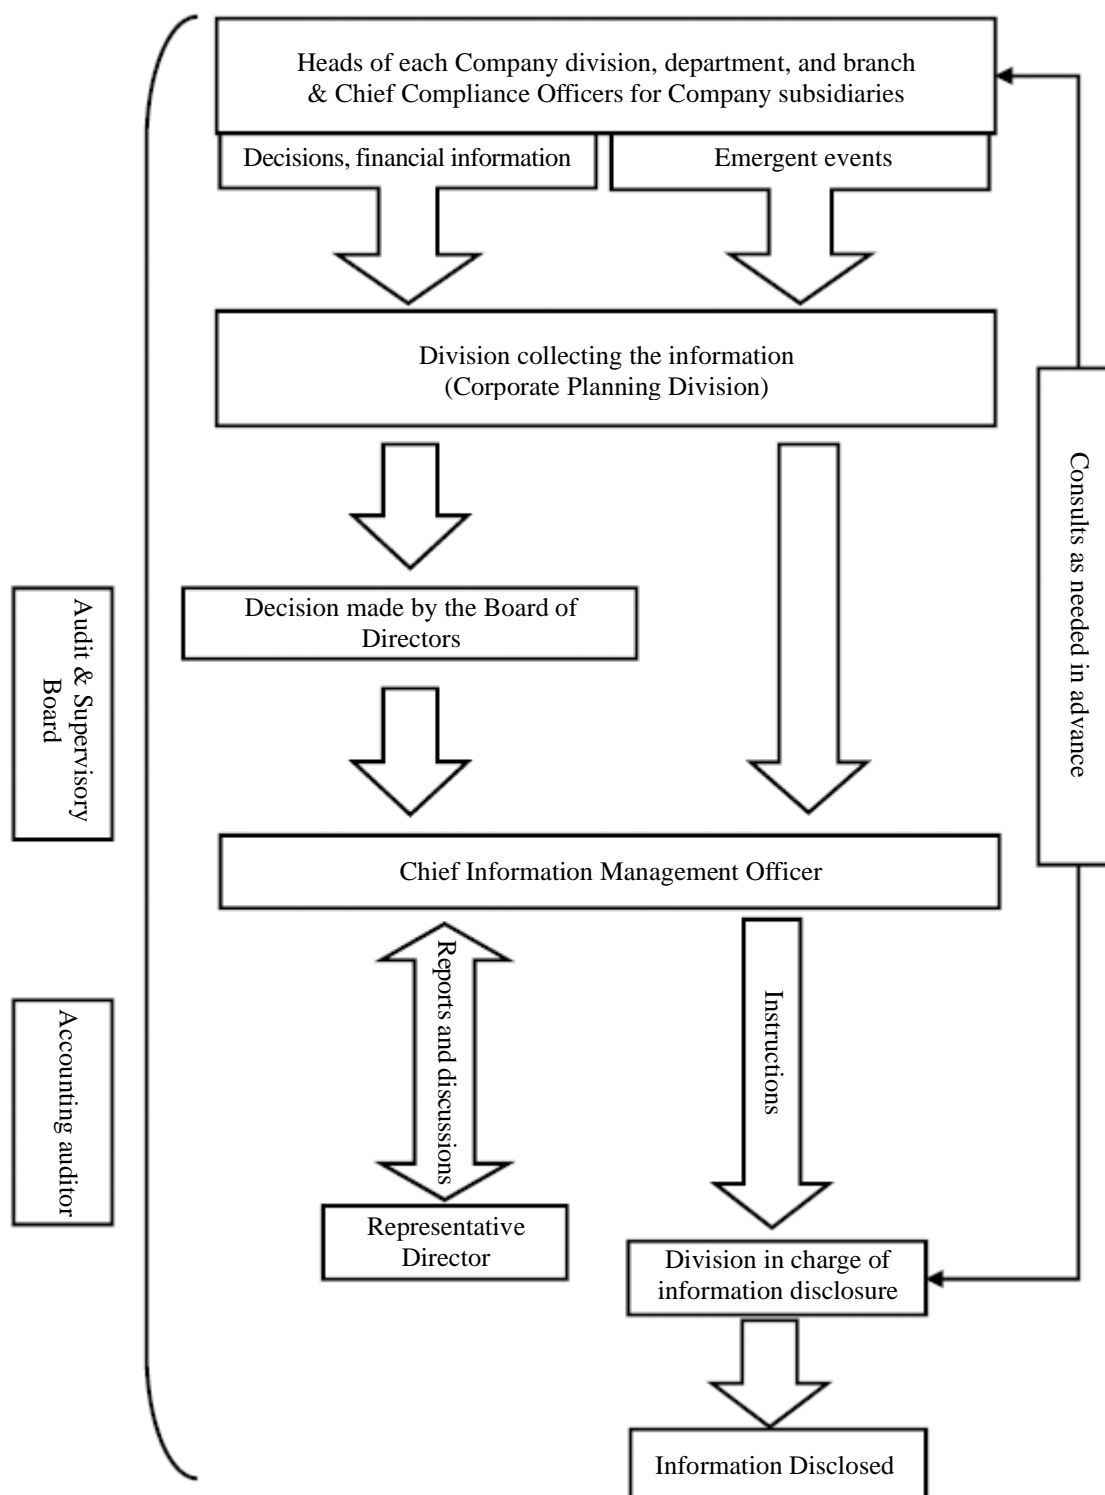 Heads of each Company division, department, and branch
& Chief Compliance Officers for Company subsidiaries
Decisions, financial information
Emergent events
Division collecting the information
(Corporate Planning Division)
Consults as needed in advance
Decision made by the Board of
Directors
Audit & Supervisory
Board
Chief Information Management Officer
Reports and discussions
Instructions
Accounting auditor
Representative
Director
Division in charge of
information disclosure
Information Disclosed